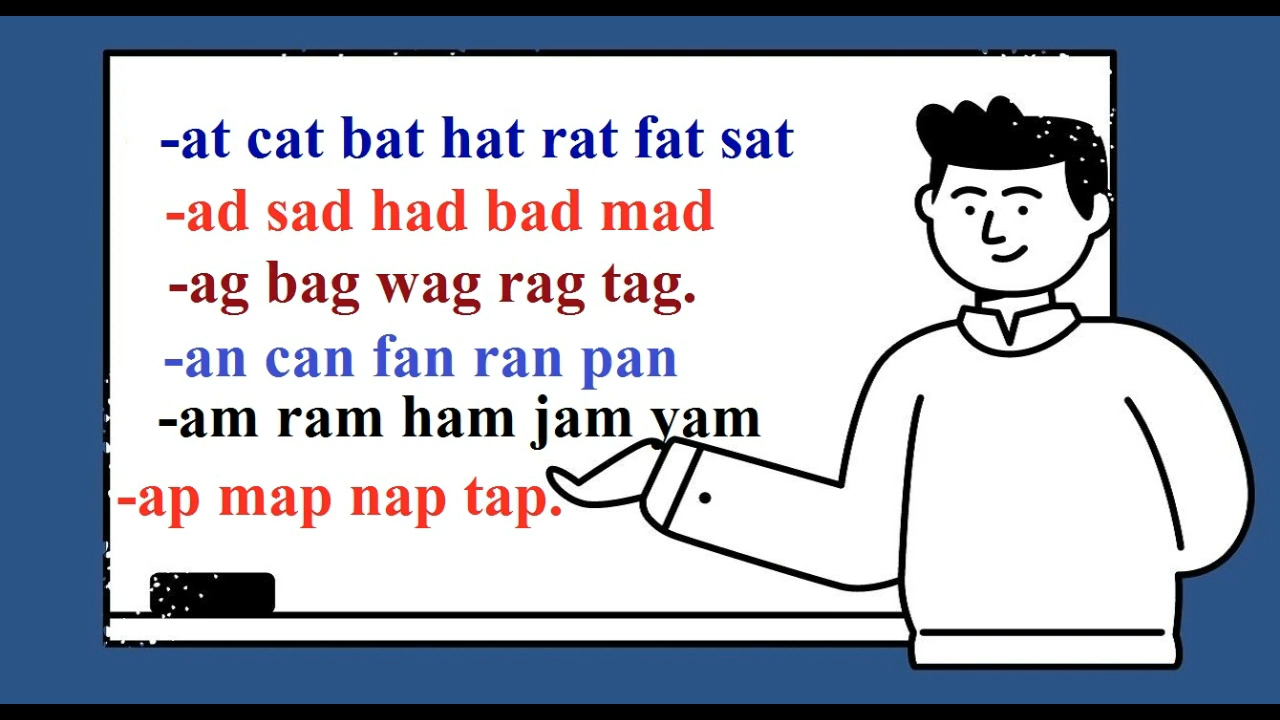 -at cat bat hat rat fat sat
-ad sad had bad mad
-ag bag wag rag tag.
-an can fan ran pan
-am ram ham jam yam
-ap map nap tap.